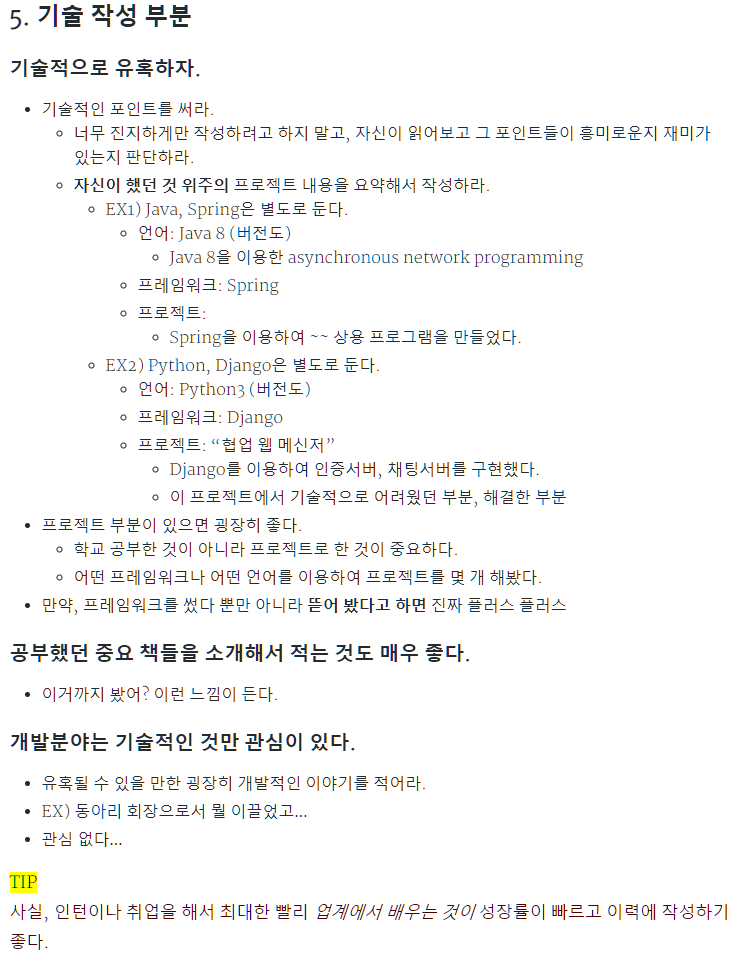 5. 기술 작성 부분
기술적으로 유혹하자.
기술적인 포인트를 써라.
너무 진지하게만 작성하려고 하지 말고, 자신이 읽어보고 그 포인트들이 흥미로운지 재미가
있는지 판단하라.
자신이 했던 것 위주의 프로젝트 내용을 요약해서 작성하라.
EX1) Java, Spring은 별도로 둔다.
언어: Java 8 (버전도)
Java 8을 이용한 asynchronous network programming
프레임워크: Spring
프로젝트:
Spring을 이용하여 ~~ 상용 프로그램을 만들었다.
EX2) Python, Django은 별도로 둔다.
언어: Python3 (버전도)
프레임워크: Django
프로젝트: “협업 웹 메신저”
Django를 이용하여 인증서버, 채팅서버를 구현했다.
이 프로젝트에서 기술적으로 어려웠던 부분, 해결한 부분
프로젝트 부분이 있으면 굉장히 좋다.
학교 공부한 것이 아니라 프로젝트로 한 것이 중요하다.
어떤 프레임워크나 어떤 언어를 이용하여 프로젝트를 몇 개 해봤다.
만약, 프레임워크를 썼다 뿐만 아니라 뜯어 봤다고 하면 진짜 플러스 플러스
공부했던 중요 책들을 소개해서 적는 것도 매우 좋다.
이거까지 봤어? 이런 느낌이 든다.
개발분야는 기술적인 것만 관심이 있다.
유혹될 수 있을 만한 굉장히 개발적인 이야기를 적어라.
EX) 동아리 회장으로서 뭘 이끌었고…
관심 없다…
TIP
사실, 인턴이나 취업을 해서 최대한 빨리 업계에서 배우는 것이 성장률이 빠르고 이력에 작성하기
좋다.